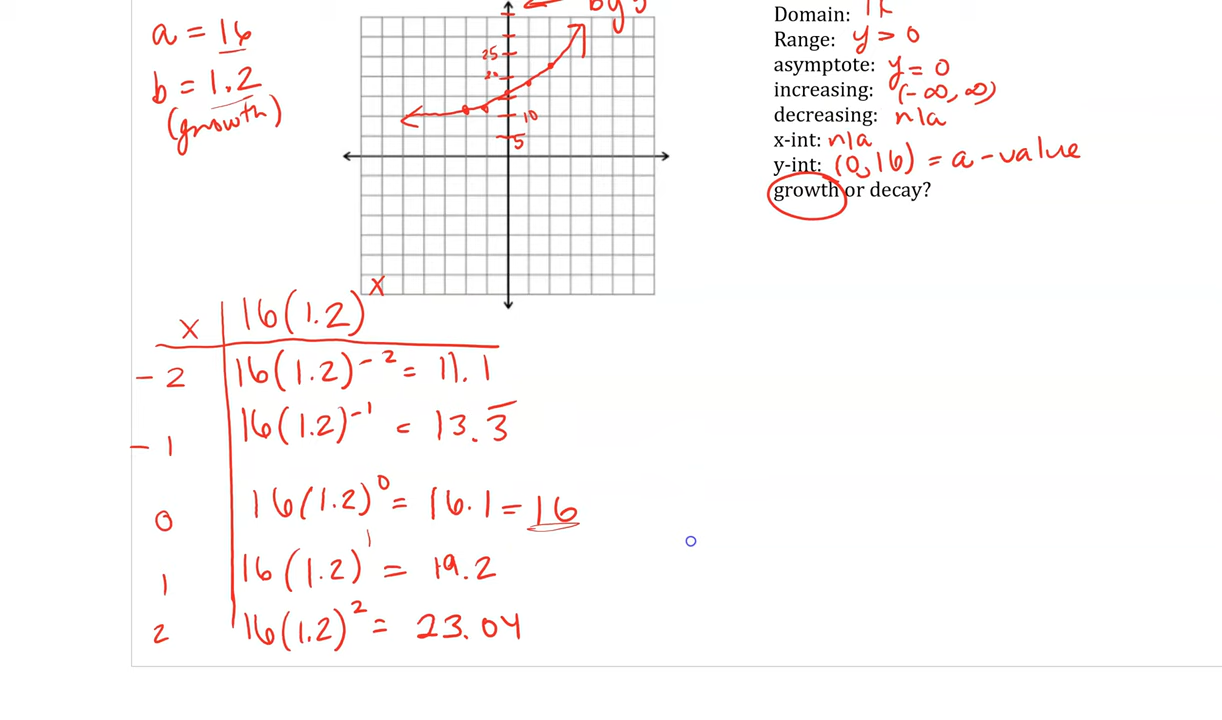 a = 16
b = 1.2
(growth)
by 5
25
20
10
5
Domain: ℝ
Range: y > 0
asymptote: y = 0
increasing: (-∞, ∞)
decreasing: n/a
x-int: n/a
y-int: (0, 16) = a-value
growth or decay?
x | 16(1.2)^x
-2 | 16(1.2)^-2 = 11.1
-1 | 16(1.2)^-1 = 13.3̅
0 | 16(1.2)^0 = 16·1 = 16
1 | 16(1.2)^1 = 19.2
2 | 16(1.2)^2 = 23.04